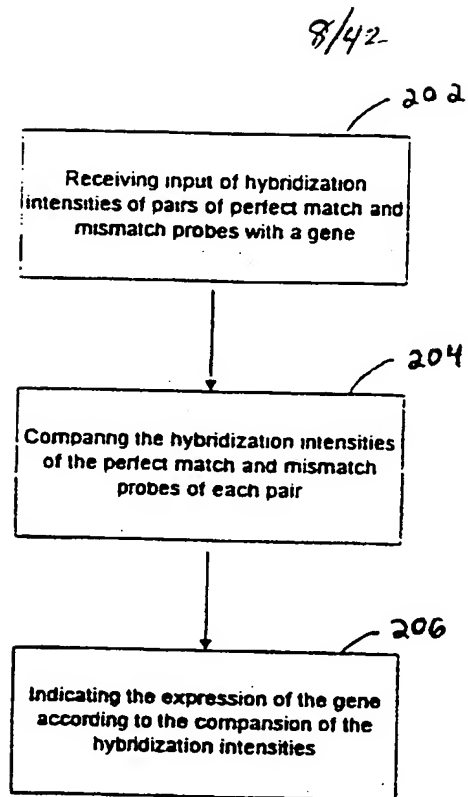 8/42
202
Receiving input of hybridization
intensities of pairs of perfect match and
mismatch probes with a gene
204
Comparing the hybridization intensities
of the perfect match and mismatch
probes of each pair
206
Indicating the expression of the gene
according to the comparision of the
hybridization intensities